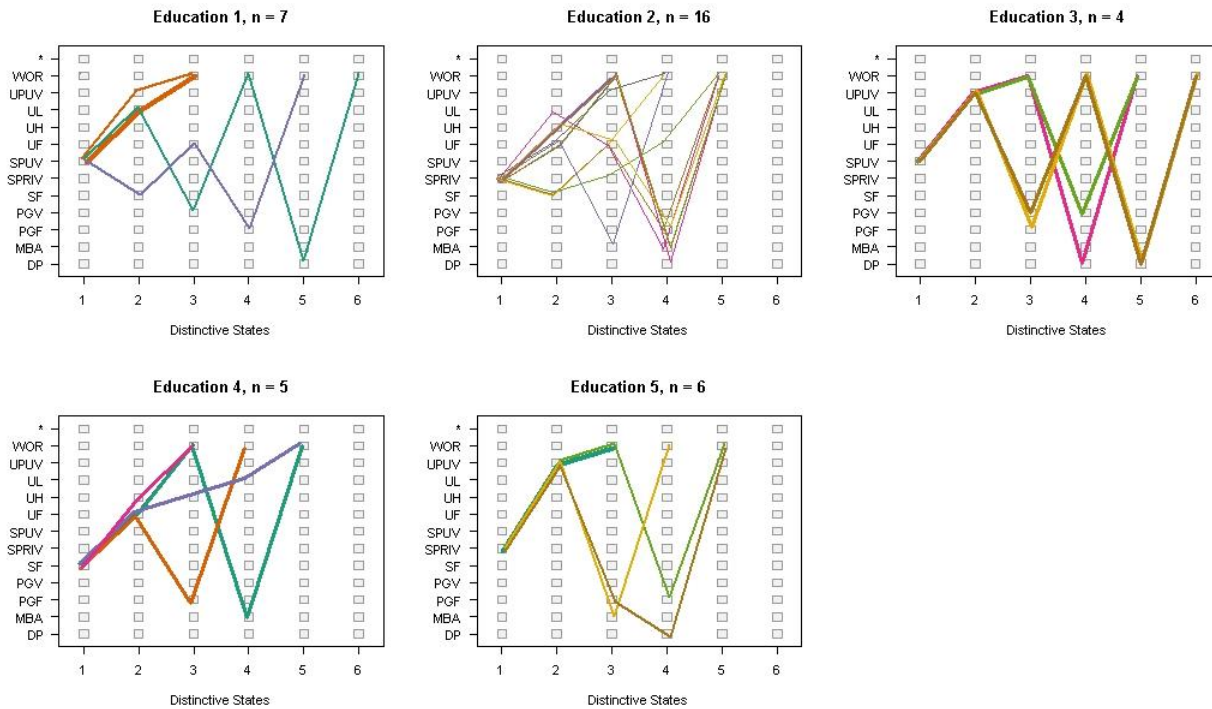 Education 1, n = 7
*
WOR
UPUV
UL
UH
UF
SPUV
SPRIV
SF
PGV
PGF
MBA
DP
1 2 3 4 5 6
Distinctive States
Education 2, n = 16
*
WOR
UPUV
UL
UH
UF
SPUV
SPRIV
SF
PGV
PGF
MBA
DP
1 2 3 4 5 6
Distinctive States
Education 3, n = 4
*
WOR
UPUV
UL
UH
UF
SPUV
SPRIV
SF
PGV
PGF
MBA
DP
1 2 3 4 5 6
Distinctive States
Education 4, n = 5
*
WOR
UPUV
UL
UH
UF
SPUV
SPRIV
SF
PGV
PGF
MBA
DP
1 2 3 4 5 6
Distinctive States
Education 5, n = 6
*
WOR
UPUV
UL
UH
UF
SPUV
SPRIV
SF
PGV
PGF
MBA
DP
1 2 3 4 5 6
Distinctive States